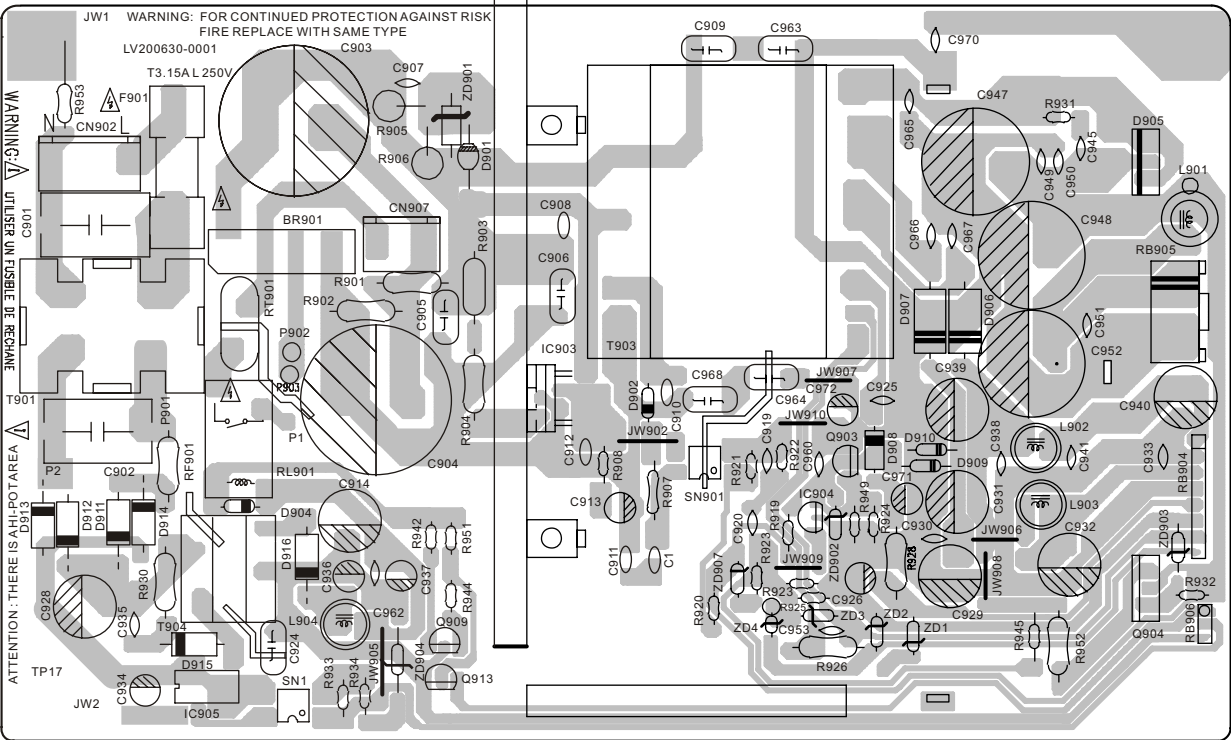 JW1 WARNING: FOR CONTINUED PROTECTION AGAINST RISK
FIRE REPLACE WITH SAME TYPE
LV200630-0001
C903
C909
C963
C970
T3.15A L 250V
C907
ZD901
R953
F901
N
L
CN902
R905
R906
D901
C947
C965
R931
D905
C945
C949
C950
L901
WARNING:
UTILISER UN FUSIBLE DE RECHANE
C901
BR901
CN907
R903
C908
C906
C966
C967
C948
RB905
R901
R902
RT901
C905
P902
P903
IC903
T903
D907
D906
C951
C952
C939
T901
P901
P1
R904
D902
C910
C968
C964
JW907
C972
C925
C940
ATTENTION : THERE IS A HI-POT AREA
P2
C902
RF901
RL901
C904
C912
R908
JW902
JW910
C919
R921
R922
C960
Q903
D908
D910
D909
C938
L902
C941
C933
RB904
SN901
D913
D912
D911
D914
D904
C914
R907
C913
C971
C931
L903
R942
R951
IC904
R949
R924
C930
JW906
C932
ZD903
D916
C936
C937
C911
C1
C920
R923
R919
JW909
ZD902
R928
JW908
C928
C935
R930
L904
C962
R944
ZD907
R920
R923
R925
C926
C929
R932
RB906
T904
C924
Q909
ZD4
C953
ZD3
ZD2
ZD1
R945
R952
Q904
TP17
D915
R933
R934
JW905
ZD904
Q913
R926
JW2
C934
IC905
SN1